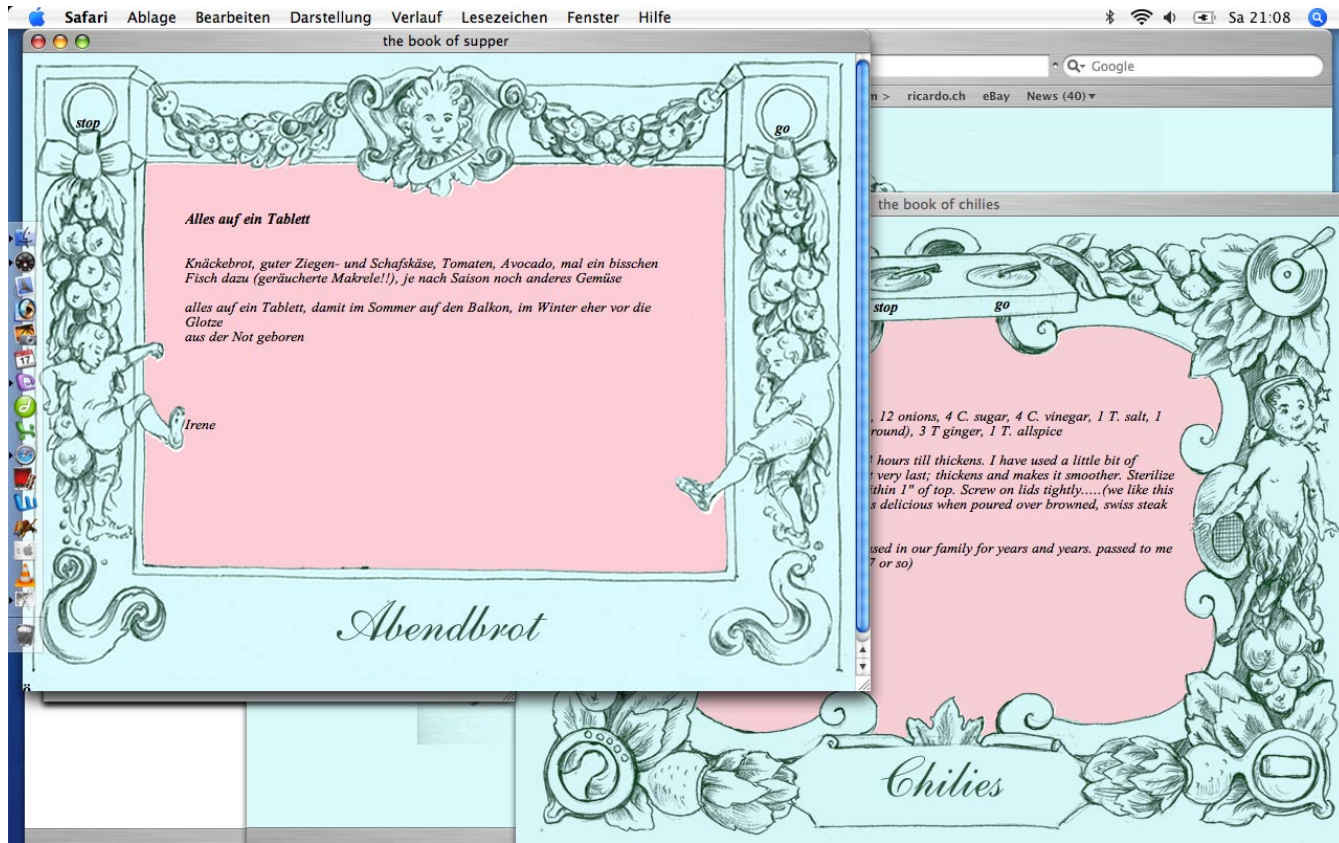 Safari Ablage Bearbeiten Darstellung Verlauf Lesezeichen Fenster Hilfe
Sa 21:08
the book of supper
Google
ricardo.ch eBay News (40)
stop
go
Alles auf ein Tablett
Knäckebrot, guter Ziegen- und Schafskäse, Tomaten, Avocado, mal ein bisschen
Fisch dazu (geräucherte Makrele!!), je nach Saison noch anderes Gemüse
alles auf ein Tablett, damit im Sommer auf den Balkon, im Winter eher vor die
Glotze
aus der Not geboren
Irene
Abendbrot
the book of chilies
stop
go
, 12 onions, 4 C. sugar, 4 C. vinegar, 1 T. salt, 1
round), 3 T ginger, 1 T. allspice
hours till thickens. I have used a little bit of
very last; thickens and makes it smoother. Sterilize
ithin 1" of top. Screw on lids tightly.....(we like this
s delicious when poured over browned, swiss steak
used in our family for years and years. passed to me
7 or so)
Chilies
17